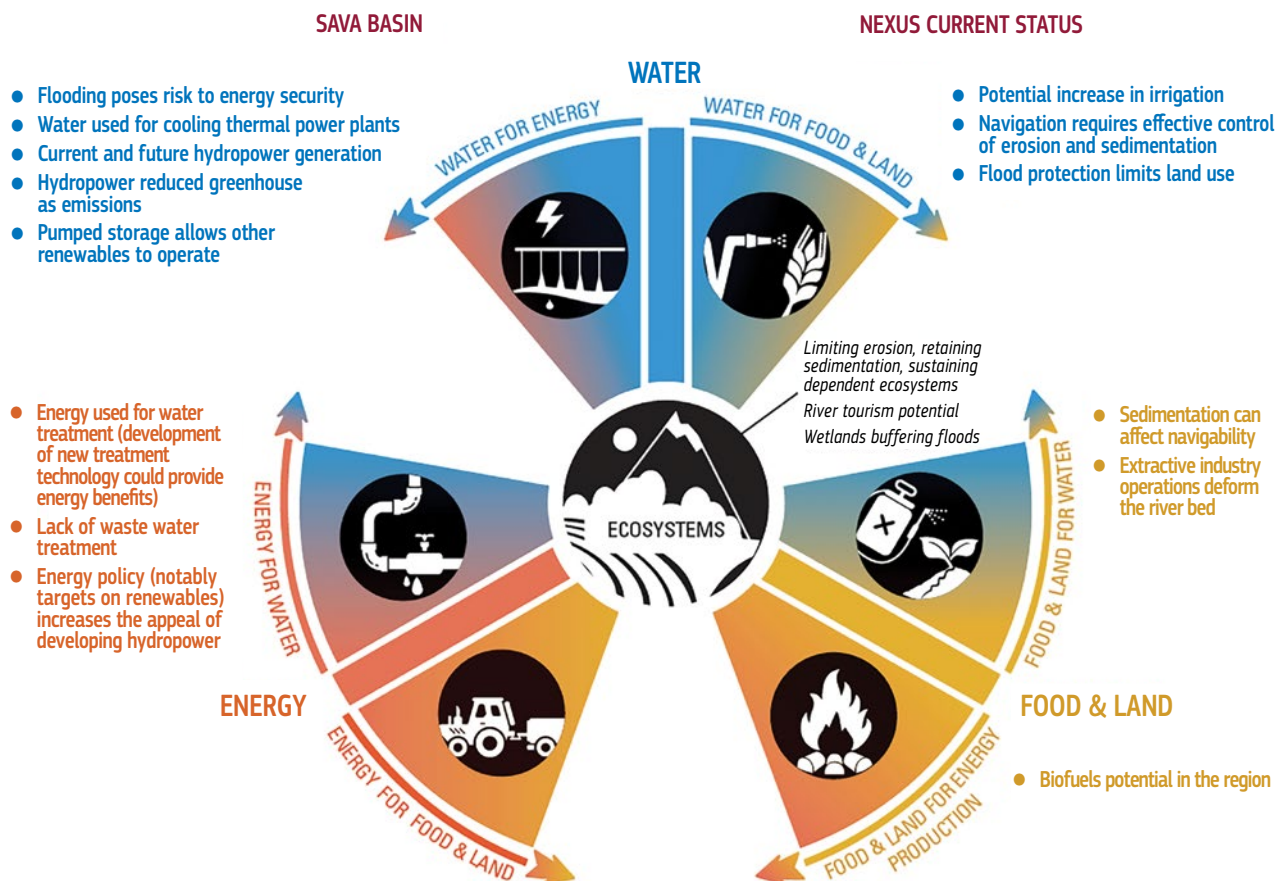 SAVA BASIN
NEXUS CURRENT STATUS
WATER
● Flooding poses risk to energy security
● Water used for cooling thermal power plants
● Current and future hydropower generation
● Hydropower reduced greenhouse
as emissions
● Pumped storage allows other
renewables to operate
WATER FOR ENERGY
WATER FOR FOOD & LAND
● Potential increase in irrigation
● Navigation requires effective control
of erosion and sedimentation
● Flood protection limits land use
Limiting erosion, retaining
sedimentation, sustaining
dependent ecosystems
River tourism potential
Wetlands buffering floods
ECOSYSTEMS
● Energy used for water
treatment (development
of new treatment
technology could provide
energy benefits)
● Lack of waste water
treatment
● Energy policy (notably
targets on renewables)
increases the appeal of
developing hydropower
ENERGY FOR WATER
FOOD & LAND FOR WATER
● Sedimentation can
affect navigability
● Extractive industry
operations deform
the river bed
ENERGY
FOOD & LAND
ENERGY FOR FOOD & LAND
FOOD & LAND FOR ENERGY
PRODUCTION
● Biofuels potential in the region